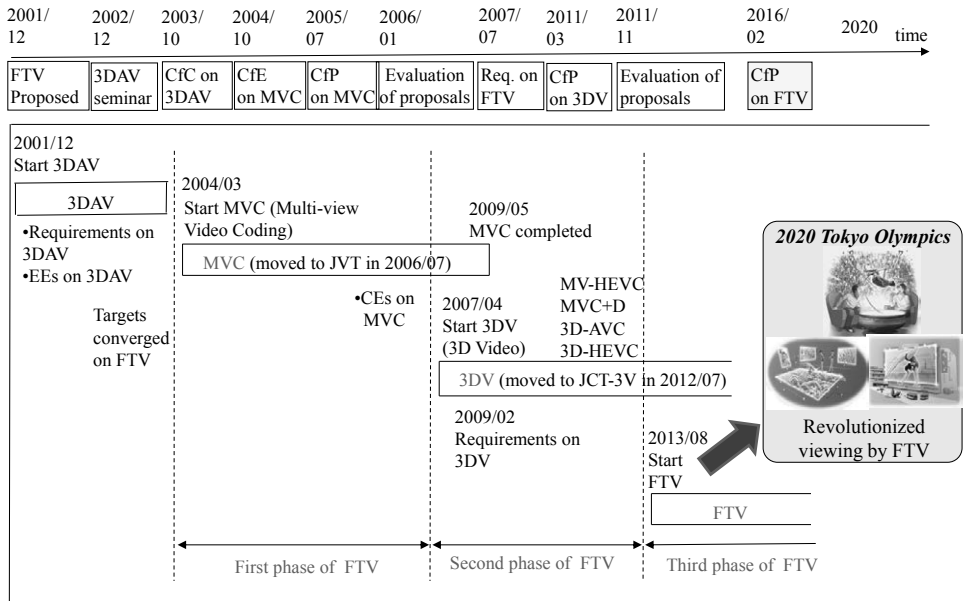 2001/ 2002/ 2003/ 2004/ 2005/ 2006/ 2007/ 2011/ 2011/ 2016/
12 12 10 10 07 01 07 03 11 02 2020 time
FTV
Proposed
3DAV
seminar
CfC on
3DAV
CfE
on MVC
CfP
on MVC
Evaluation
of proposals
Req. on
FTV
CfP
on 3DV
Evaluation of
proposals
CfP
on FTV
2001/12
Start 3DAV
3DAV
•Requirements on
3DAV
•EEs on 3DAV
Targets
converged
on FTV
2004/03
Start MVC (Multi-view
Video Coding)
MVC (moved to JVT in 2006/07)
•CEs on
MVC
2009/05
MVC completed
2007/04
Start 3DV
(3D Video)
MV-HEVC
MVC+D
3D-AVC
3D-HEVC
3DV (moved to JCT-3V in 2012/07)
2009/02
Requirements on
3DV
2013/08
Start
FTV
FTV
2020 Tokyo Olympics
Revolutionized
viewing by FTV
First phase of FTV
Second phase of FTV
Third phase of FTV